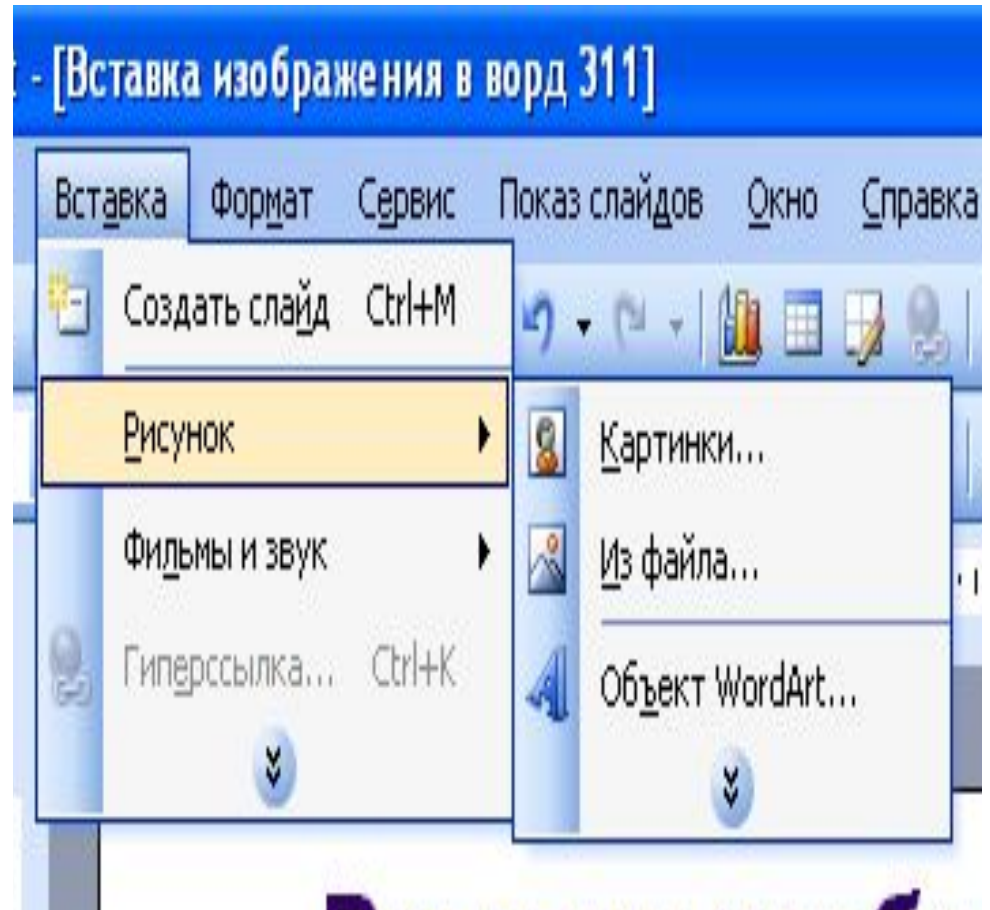 - [Вставка изображения в ворд 311]
Вставка Формат Сервис Показ слайдов Окно Справка
Создать слайд Ctrl+M
Рисунок
Картинки...
Фильмы и звук
Из файла...
Гиперссылка... Ctrl+K
Объект WordArt...